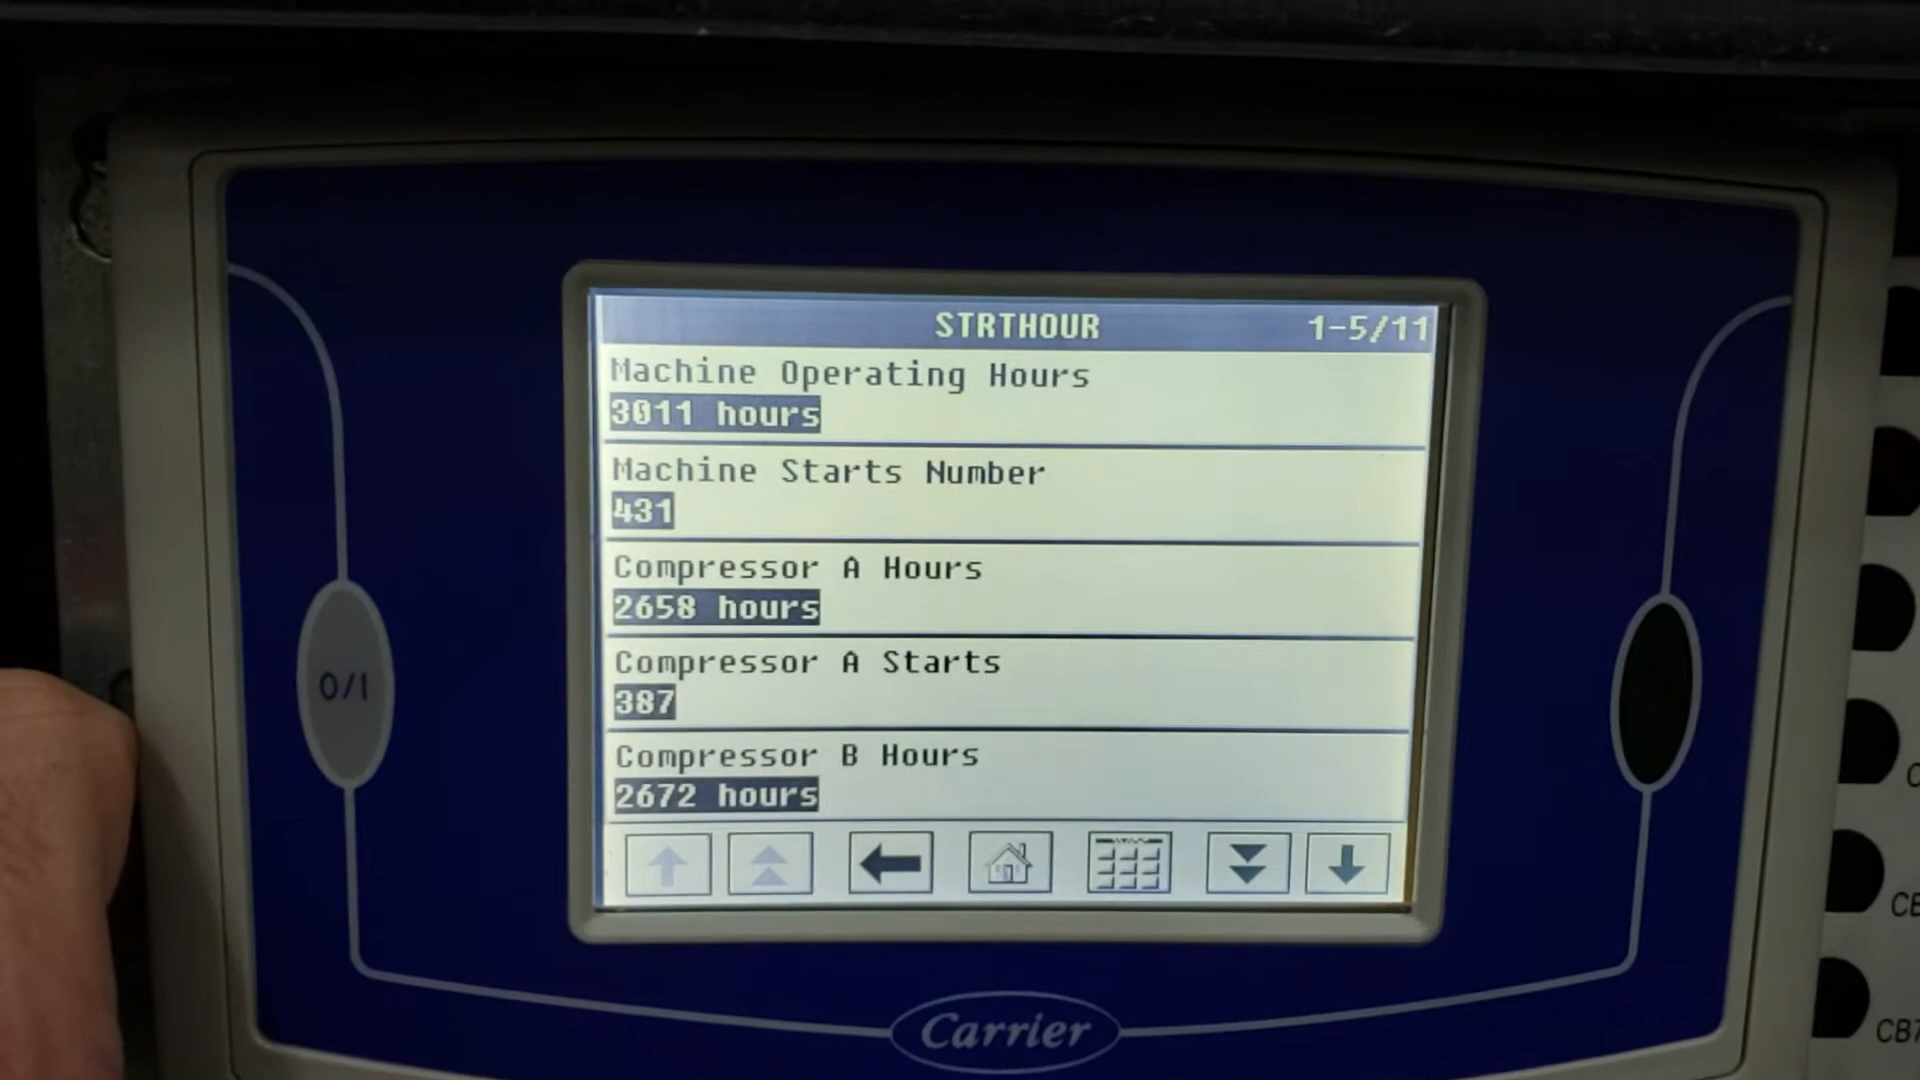 STRTHOUR 1-5/11
Machine Operating Hours
3011 hours
Machine Starts Number
431
Compressor A Hours
2658 hours
Compressor A Starts
387
Compressor B Hours
2672 hours
0/I
Carrier
CB7